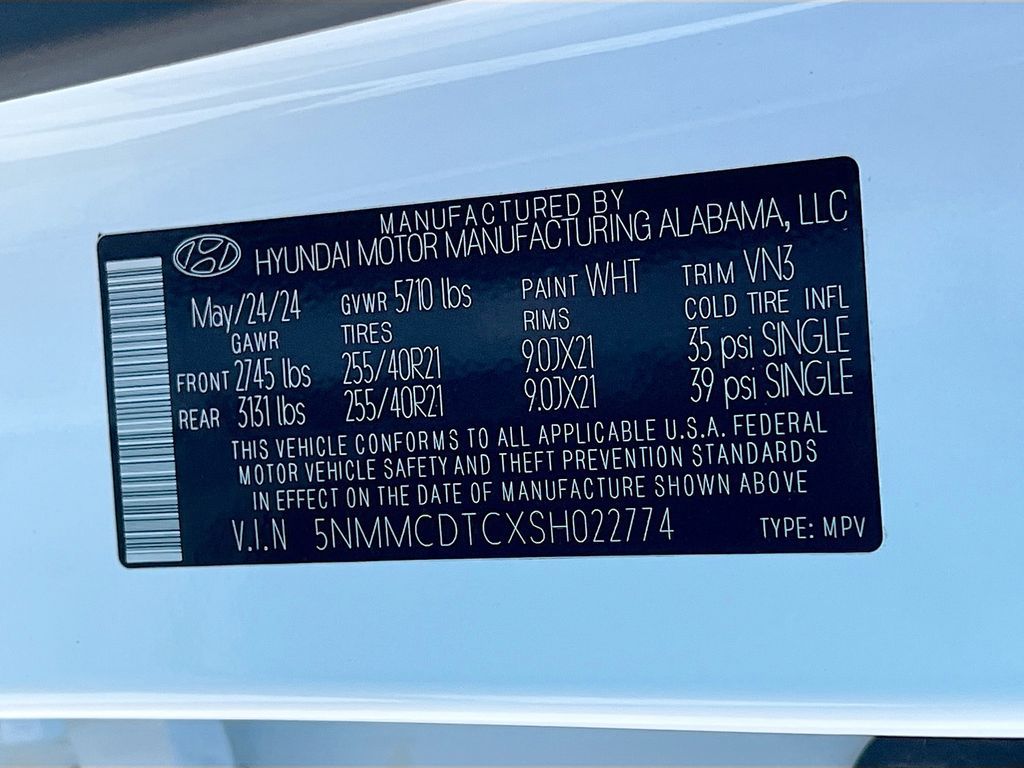 MANUFACTURED BY
HYUNDAI MOTOR MANUFACTURING ALABAMA, LLC
May/24/24 GVWR 5710 lbs PAINT WHT TRIM VN3
GAWR TIRES RIMS COLD TIRE INFL
FRONT 2745 lbs 255/40R21 9.0JX21 35 psi SINGLE
REAR 3131 lbs 255/40R21 9.0JX21 39 psi SINGLE
THIS VEHICLE CONFORMS TO ALL APPLICABLE U.S.A. FEDERAL
MOTOR VEHICLE SAFETY AND THEFT PREVENTION STANDARDS
IN EFFECT ON THE DATE OF MANUFACTURE SHOWN ABOVE
V.I.N 5NMMCDTCXSH022774 TYPE: MPV